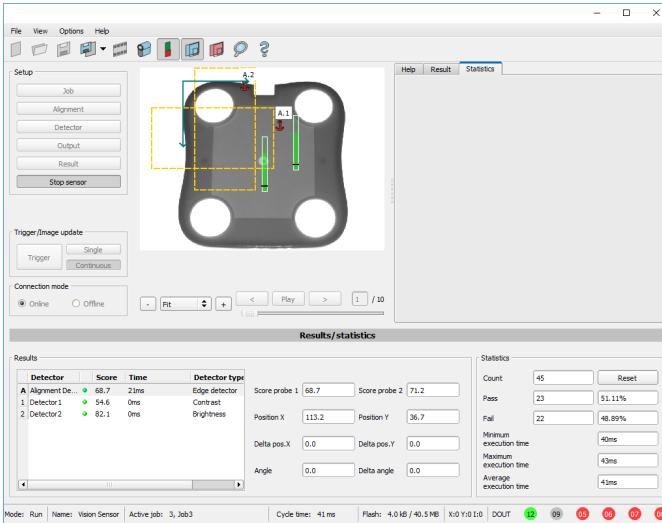 File View Options Help
Setup
Job
Alignment
Detector
Output
Result
Stop sensor
Trigger/Image update
Trigger
Single
Continuous
Connection mode
Online Offline
A.2
A.1
- Fit + < Play > 1 / 10
Help Result Statistics
Results/statistics
Results
Detector Score Time Detector type
A Alignment De... 68.7 21ms Edge detector
1 Detector1 54.6 0ms Contrast
2 Detector2 82.1 0ms Brightness
Score probe 1 68.7 Score probe 2 71.2
Position X 113.2 Position Y 36.7
Delta pos.X 0.0 Delta pos.Y 0.0
Angle 0.0 Delta angle 0.0
Statistics
Count 45 Reset
Pass 23 51.11%
Fail 22 48.89%
Minimum
execution time 40ms
Maximum
execution time 43ms
Average
execution time 41ms
Mode: Run Name: Vision Sensor Active job: 3, Job3 Cycle time: 41 ms Flash: 4.0 kB / 40.5 MB X:0 Y:0 I:0 DOUT 12 09 05 06 07